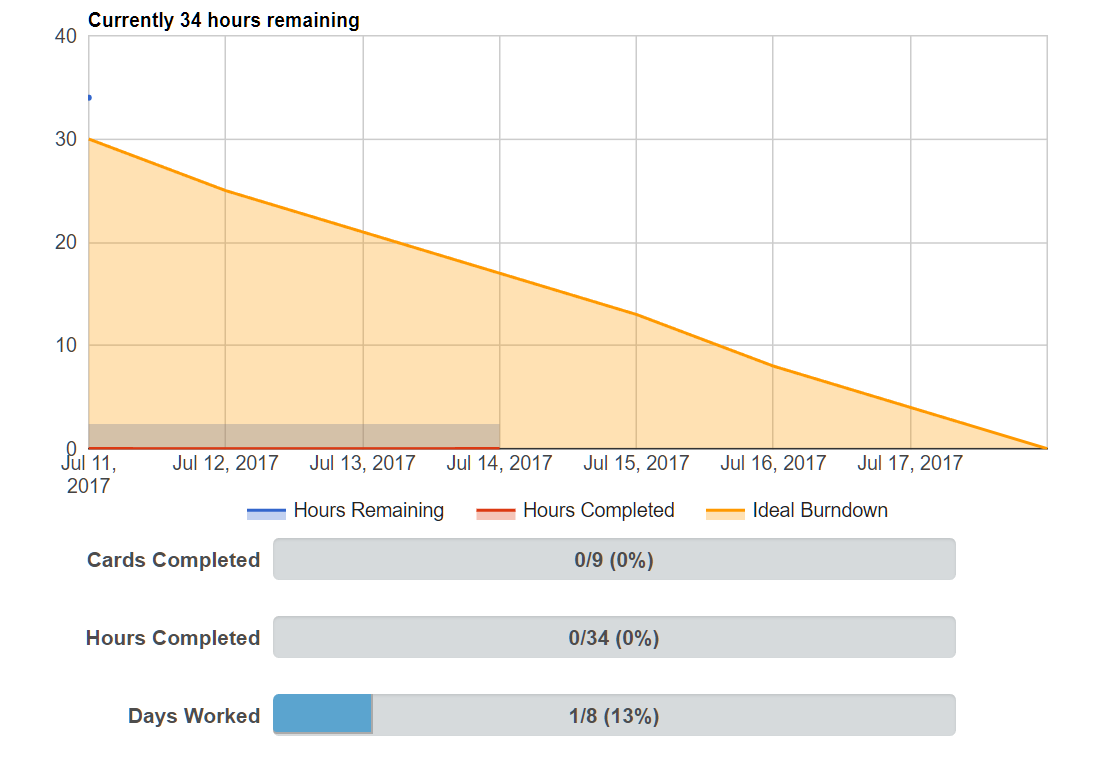 Currently 34 hours remaining
40
30
20
10
0
Jul 11,
2017
Jul 12, 2017
Jul 13, 2017
Jul 14, 2017
Jul 15, 2017
Jul 16, 2017
Jul 17, 2017
Hours Remaining
Hours Completed
Ideal Burndown
Cards Completed
0/9 (0%)
Hours Completed
0/34 (0%)
Days Worked
1/8 (13%)